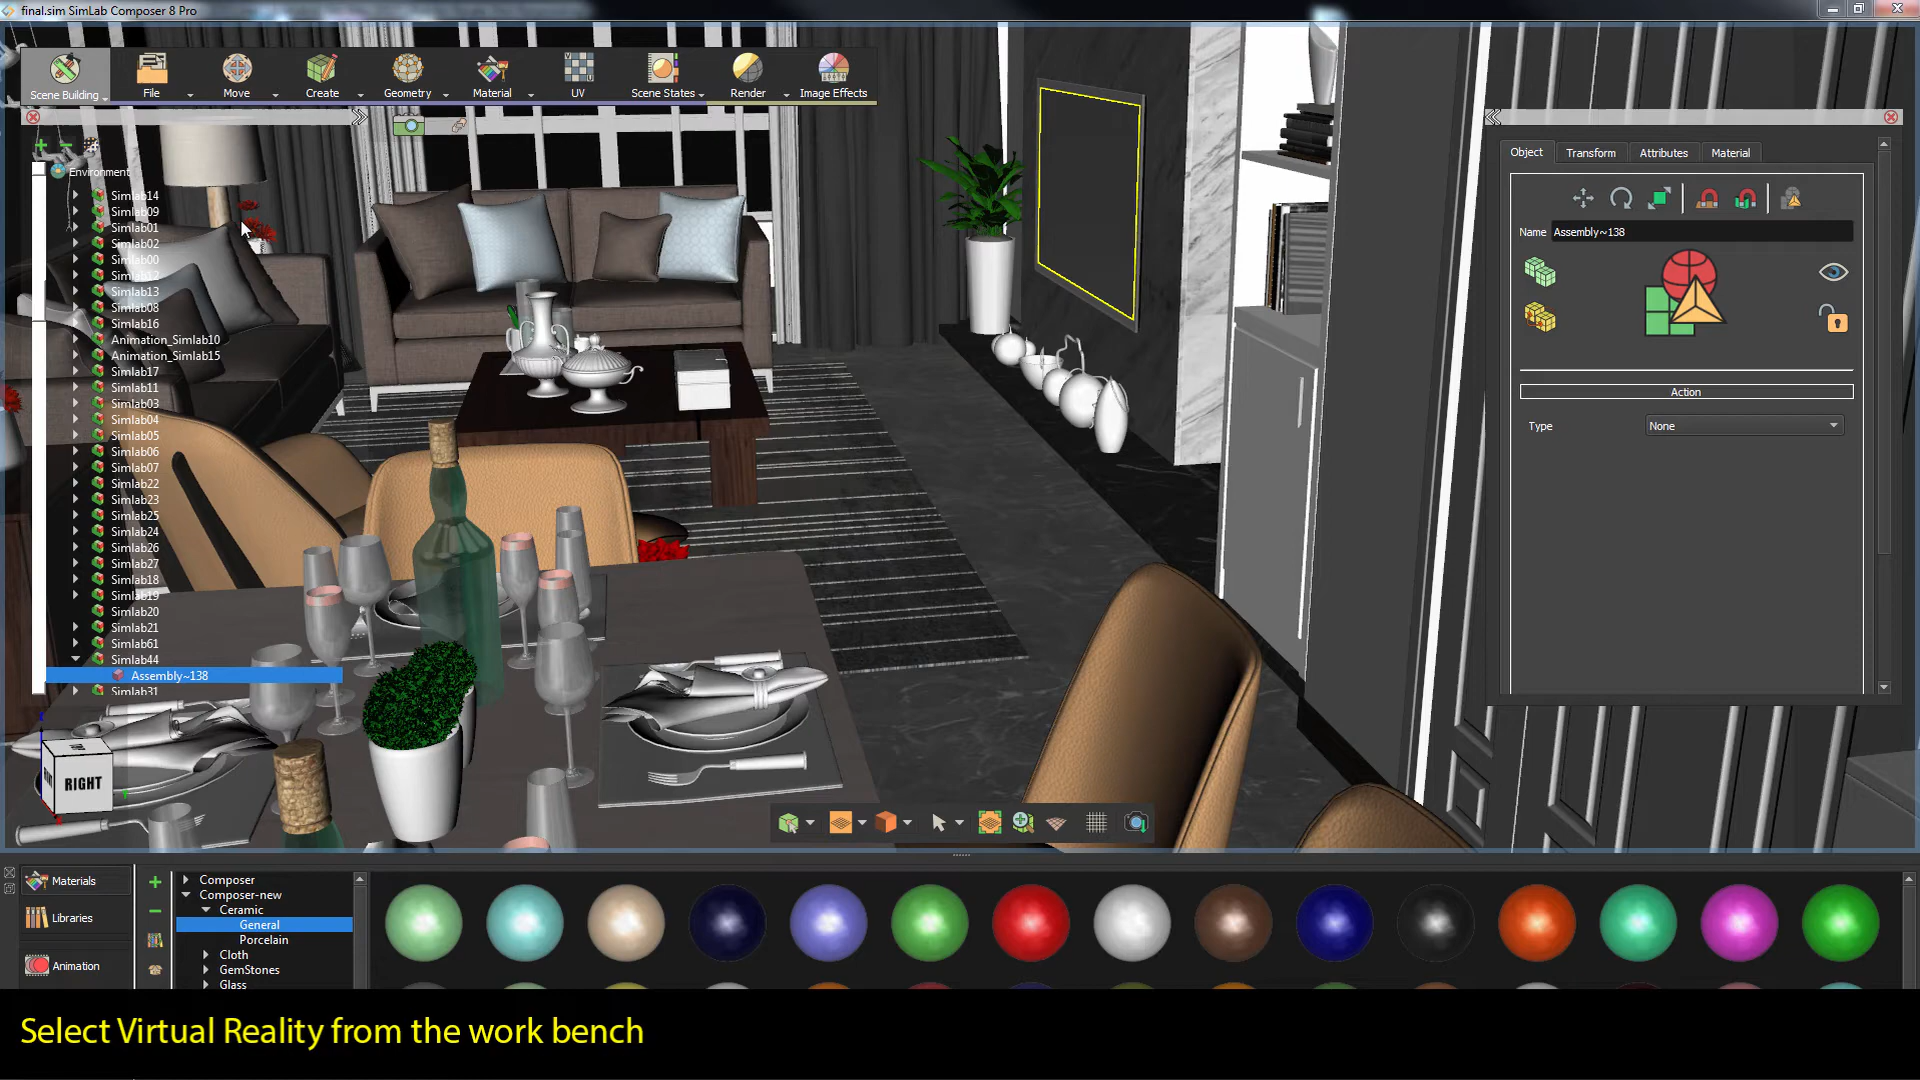 final.sim SimLab Composer 8 Pro
Scene Building
File
Move
Create
Geometry
Material
UV
Scene States
Render
Image Effects
Environment
Simlab14
Simlab09
Simlab01
Simlab02
Simlab00
Simlab12
Simlab13
Simlab08
Simlab16
Animation_Simlab10
Animation_Simlab15
Simlab17
Simlab11
Simlab03
Simlab04
Simlab05
Simlab06
Simlab07
Simlab22
Simlab23
Simlab25
Simlab24
Simlab26
Simlab27
Simlab18
Simlab19
Simlab20
Simlab21
Simlab61
Simlab44
Assembly~138
Simlab31
RIGHT
Object
Transform
Attributes
Material
Name Assembly~138
Action
Type None
Materials
Libraries
Animation
Composer
Composer-new
Ceramic
General
Porcelain
Cloth
GemStones
Glass
Select Virtual Reality from the work bench